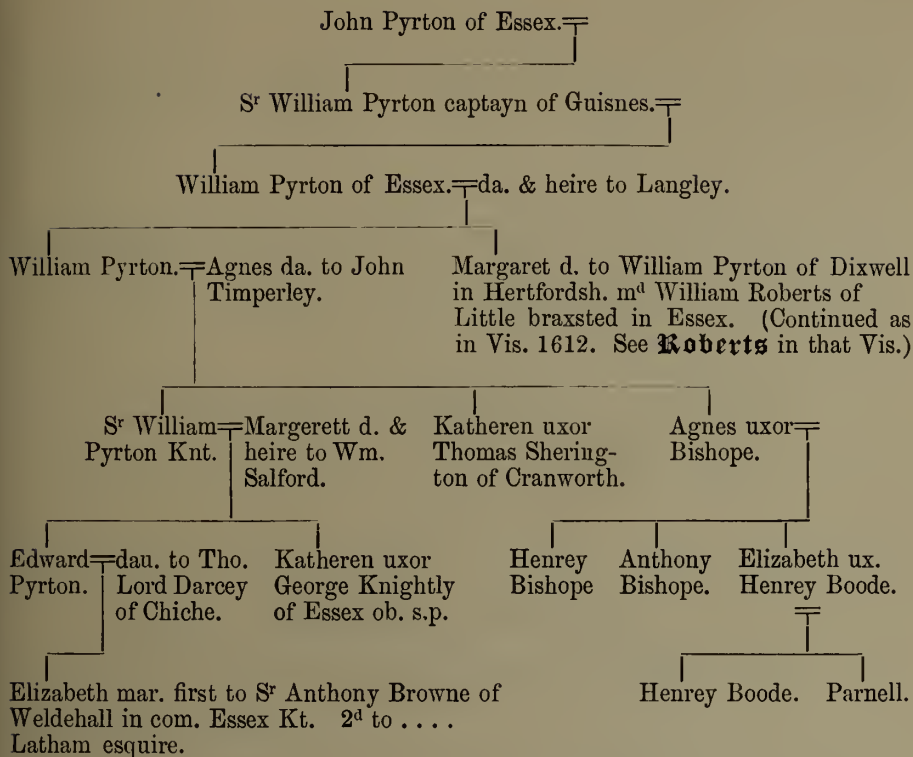 John Pyrton of Essex.
Sʳ William Pyrton captayn of Guisnes.
William Pyrton of Essex. da. & heire to Langley.
William Pyrton. Agnes da. to John
Timperley.
Margaret d. to William Pyrton of Dixwell
in Hertfordsh. mᵈ William Roberts of
Little braxsted in Essex. (Continued as
in Vis. 1612. See Roberts in that Vis.)
Sʳ William
Pyrton Knt.
Margerett d. &
heire to Wm.
Salford.
Katheren uxor
Thomas Shering-
ton of Cranworth.
Agnes uxor
Bishope.
Edward
Pyrton.
dau. to Tho.
Lord Darcey
of Chiche.
Katheren uxor
George Knightly
of Essex ob. s.p.
Henrey
Bishope
Anthony
Bishope.
Elizabeth ux.
Henrey Boode.
Elizabeth mar. first to Sʳ Anthony Browne of
Weldehall in com. Essex Kt. 2ᵈ to . . . .
Latham esquire.
Henrey Boode. Parnell.